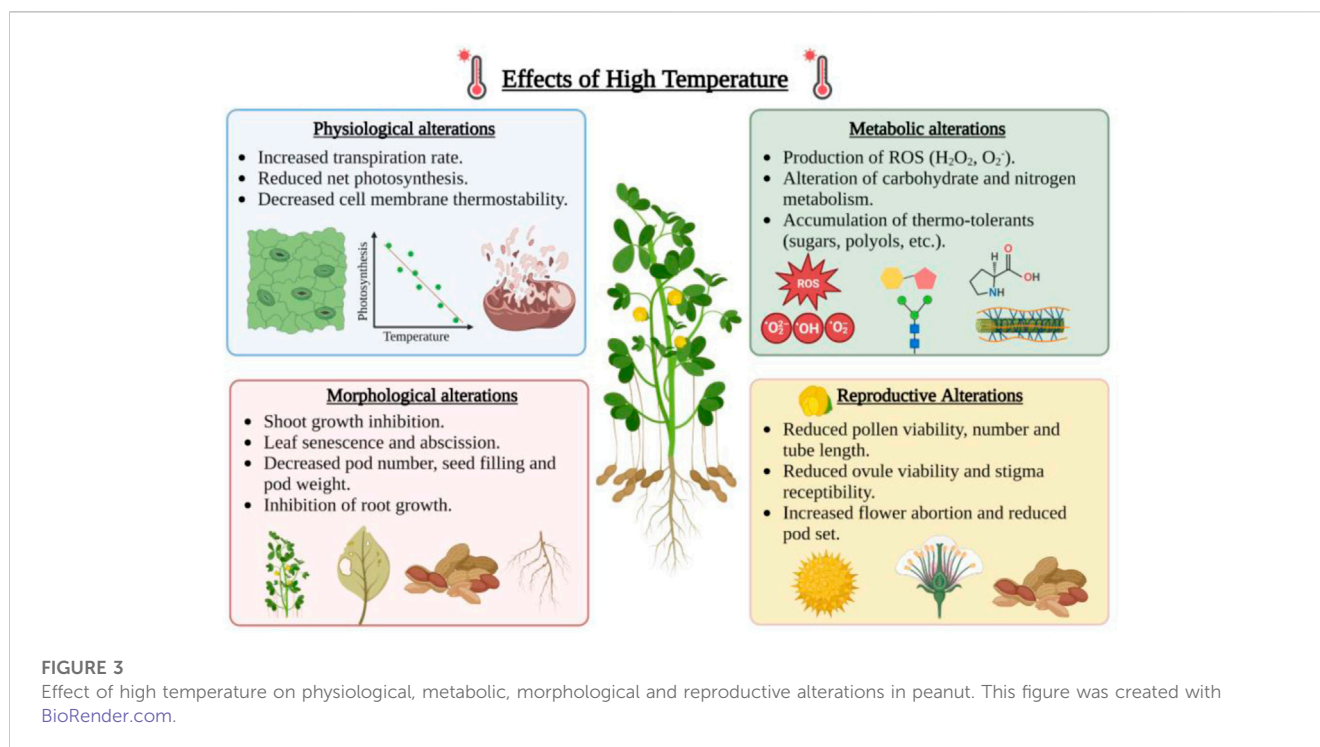 Effects of High Temperature
Physiological alterations
• Increased transpiration rate.
• Reduced net photosynthesis.
• Decreased cell membrane thermostability.
Photosynthesis
Temperature
Metabolic alterations
• Production of ROS (H₂O₂, O₂⁻).
• Alteration of carbohydrate and nitrogen
metabolism.
• Accumulation of thermo-tolerants
(sugars, polyols, etc.).
ROS
•O₂²⁻ •OH •O₂⁻
H O
OH
NH
Morphological alterations
• Shoot growth inhibition.
• Leaf senescence and abscission.
• Decreased pod number, seed filling and
pod weight.
• Inhibition of root growth.
Reproductive Alterations
• Reduced pollen viability, number and
tube length.
• Reduced ovule viability and stigma
receptibility.
• Increased flower abortion and reduced
pod set.
FIGURE 3
Effect of high temperature on physiological, metabolic, morphological and reproductive alterations in peanut. This figure was created with
BioRender.com.